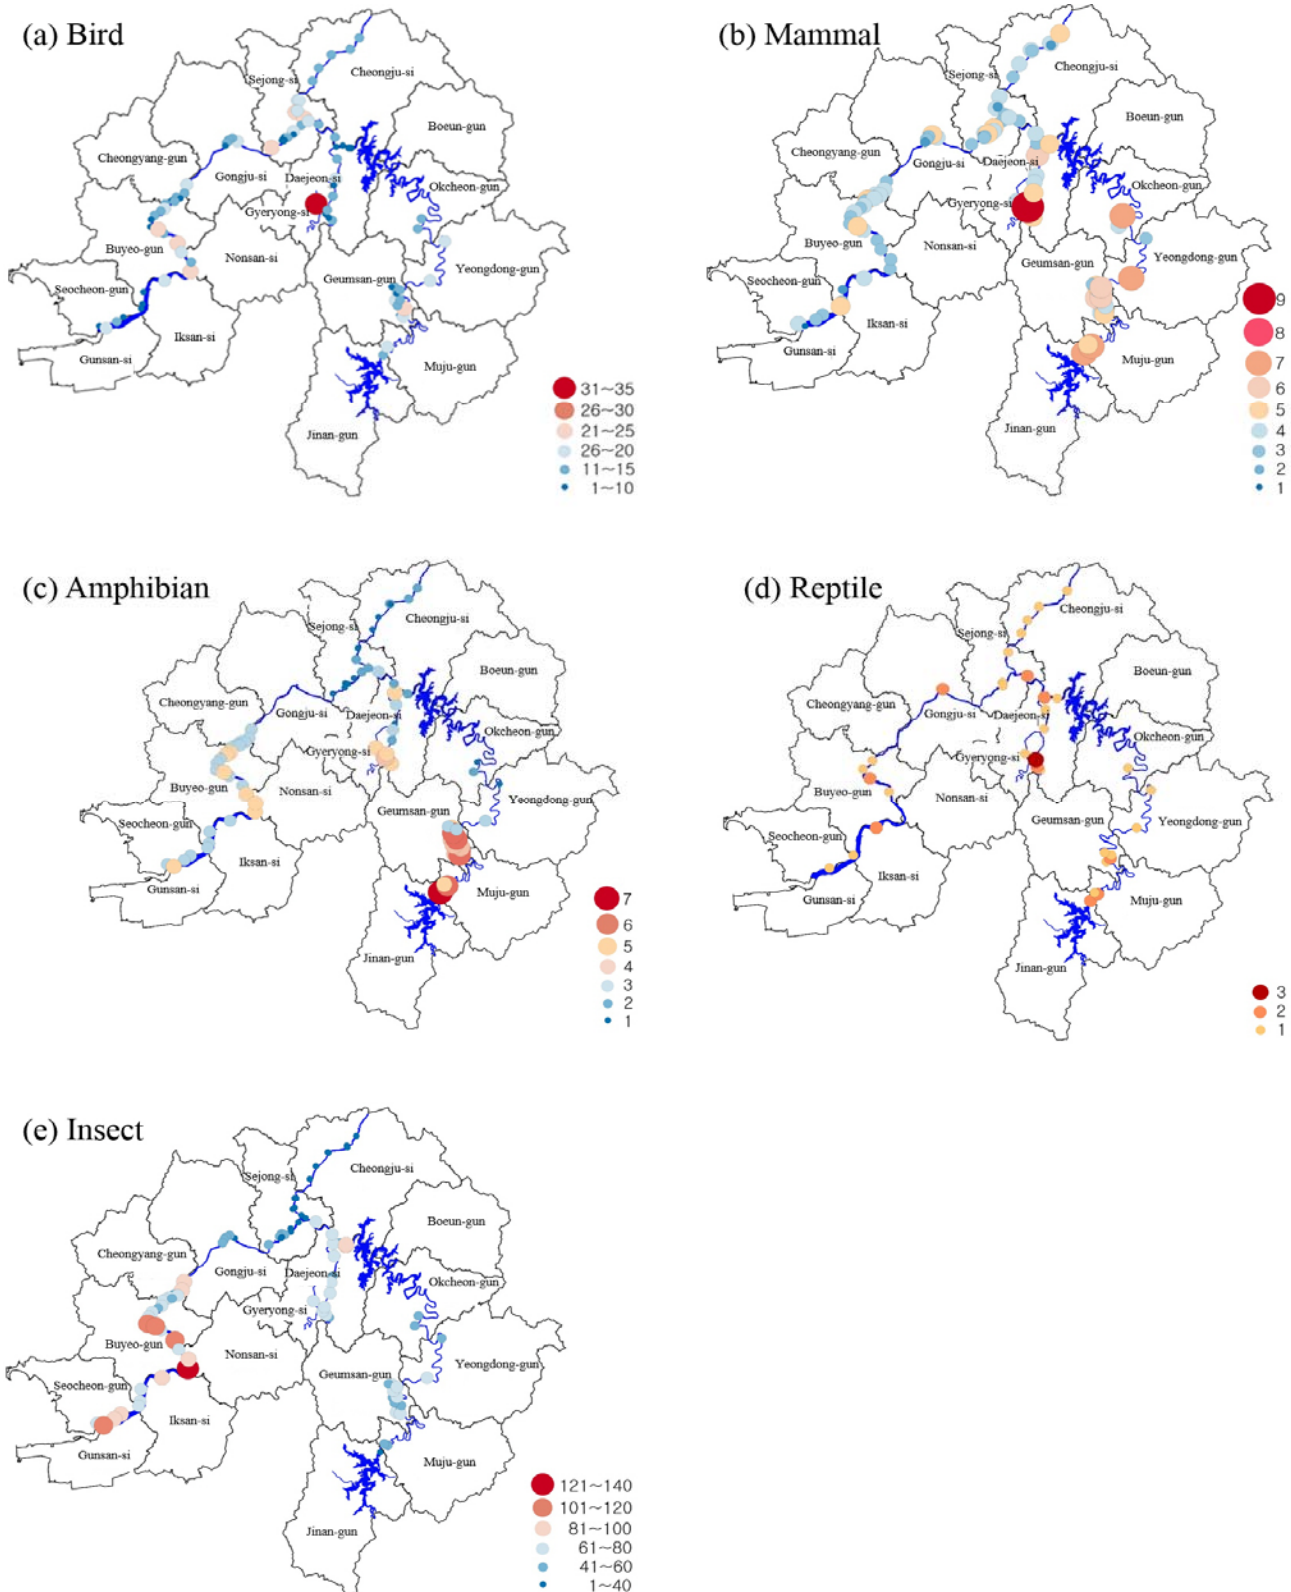 (a) Bird
Sejong-si
Cheongju-si
Boeun-gun
Cheongyang-gun
Gongju-si
Daejeon-si
Okcheon-gun
Gyeryong-si
Buyeo-gun
Nonsan-si
Yeongdong-gun
Geumsan-gun
Seocheon-gun
Iksan-si
Gunsan-si
Muju-gun
Jinan-gun
31~35
26~30
21~25
26~20
11~15
1~10
(b) Mammal
Sejong-si
Cheongju-si
Boeun-gun
Cheongyang-gun
Gongju-si
Daejeon-si
Okcheon-gun
Gyeryong-si
Buyeo-gun
Nonsan-si
Yeongdong-gun
Geumsan-gun
Seocheon-gun
Iksan-si
Gunsan-si
Muju-gun
Jinan-gun
9
8
7
6
5
4
3
2
1
(c) Amphibian
Sejong-si
Cheongju-si
Boeun-gun
Cheongyang-gun
Gongju-si
Daejeon-si
Okcheon-gun
Gyeryong-si
Buyeo-gun
Nonsan-si
Yeongdong-gun
Geumsan-gun
Seocheon-gun
Iksan-si
Gunsan-si
Muju-gun
Jinan-gun
7
6
5
4
3
2
1
(d) Reptile
Sejong-si
Cheongju-si
Boeun-gun
Cheongyang-gun
Gongju-si
Daejeon-si
Okcheon-gun
Gyeryong-si
Buyeo-gun
Nonsan-si
Yeongdong-gun
Geumsan-gun
Seocheon-gun
Iksan-si
Gunsan-si
Muju-gun
Jinan-gun
3
2
1
(e) Insect
Sejong-si
Cheongju-si
Boeun-gun
Cheongyang-gun
Gongju-si
Daejeon-si
Okcheon-gun
Gyeryong-si
Buyeo-gun
Nonsan-si
Yeongdong-gun
Geumsan-gun
Seocheon-gun
Iksan-si
Gunsan-si
Muju-gun
Jinan-gun
121~140
101~120
81~100
61~80
41~60
1~40